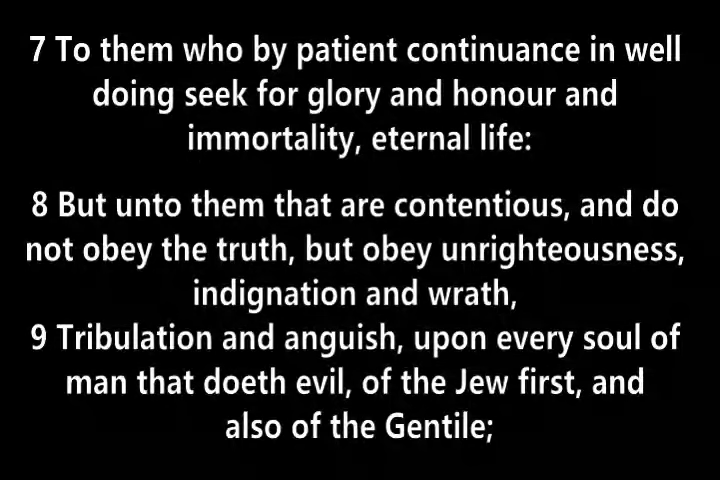 7 To them who by patient continuance in well
doing seek for glory and honour and
immortality, eternal life:
8 But unto them that are contentious, and do
not obey the truth, but obey unrighteousness,
indignation and wrath,
9 Tribulation and anguish, upon every soul of
man that doeth evil, of the Jew first, and
also of the Gentile;